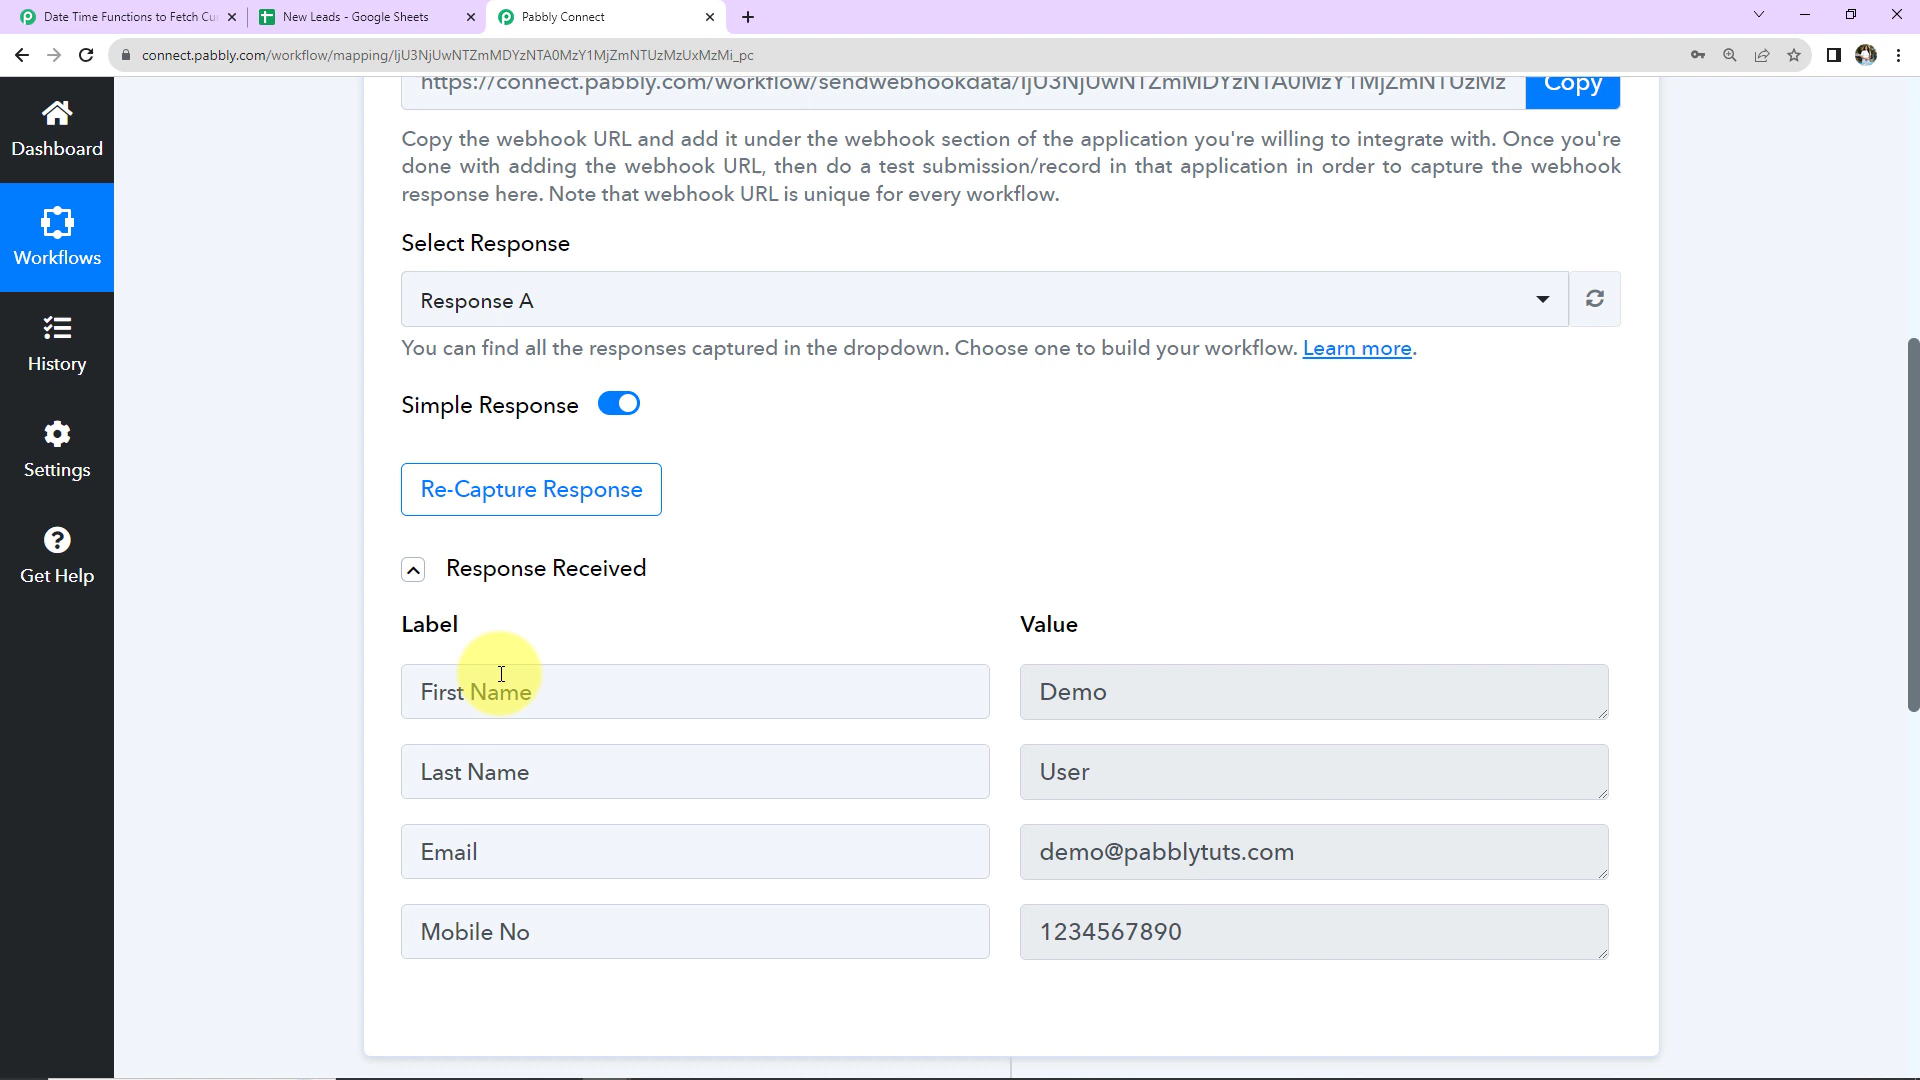 Date Time Functions to Fetch Cu
New Leads - Google Sheets
Pabbly Connect
connect.pabbly.com/workflow/mapping/IjU3NjUwNTZmMDYzNTA0MzY1MjZmNTUzMzUxMzMi_pc
Dashboard
Workflows
History
Settings
Get Help
https://connect.pabbly.com/workflow/sendwebhookdata/IjU3NjUwNTZmMDYzNTA0MzY1MjZmNTUzMz
Copy
Copy the webhook URL and add it under the webhook section of the application you're willing to integrate with. Once you're
done with adding the webhook URL, then do a test submission/record in that application in order to capture the webhook
response here. Note that webhook URL is unique for every workflow.
Select Response
Response A
You can find all the responses captured in the dropdown. Choose one to build your workflow. Learn more.
Simple Response
Re-Capture Response
Response Received
Label
Value
First Name
Demo
Last Name
User
Email
demo@pabblytuts.com
Mobile No
1234567890